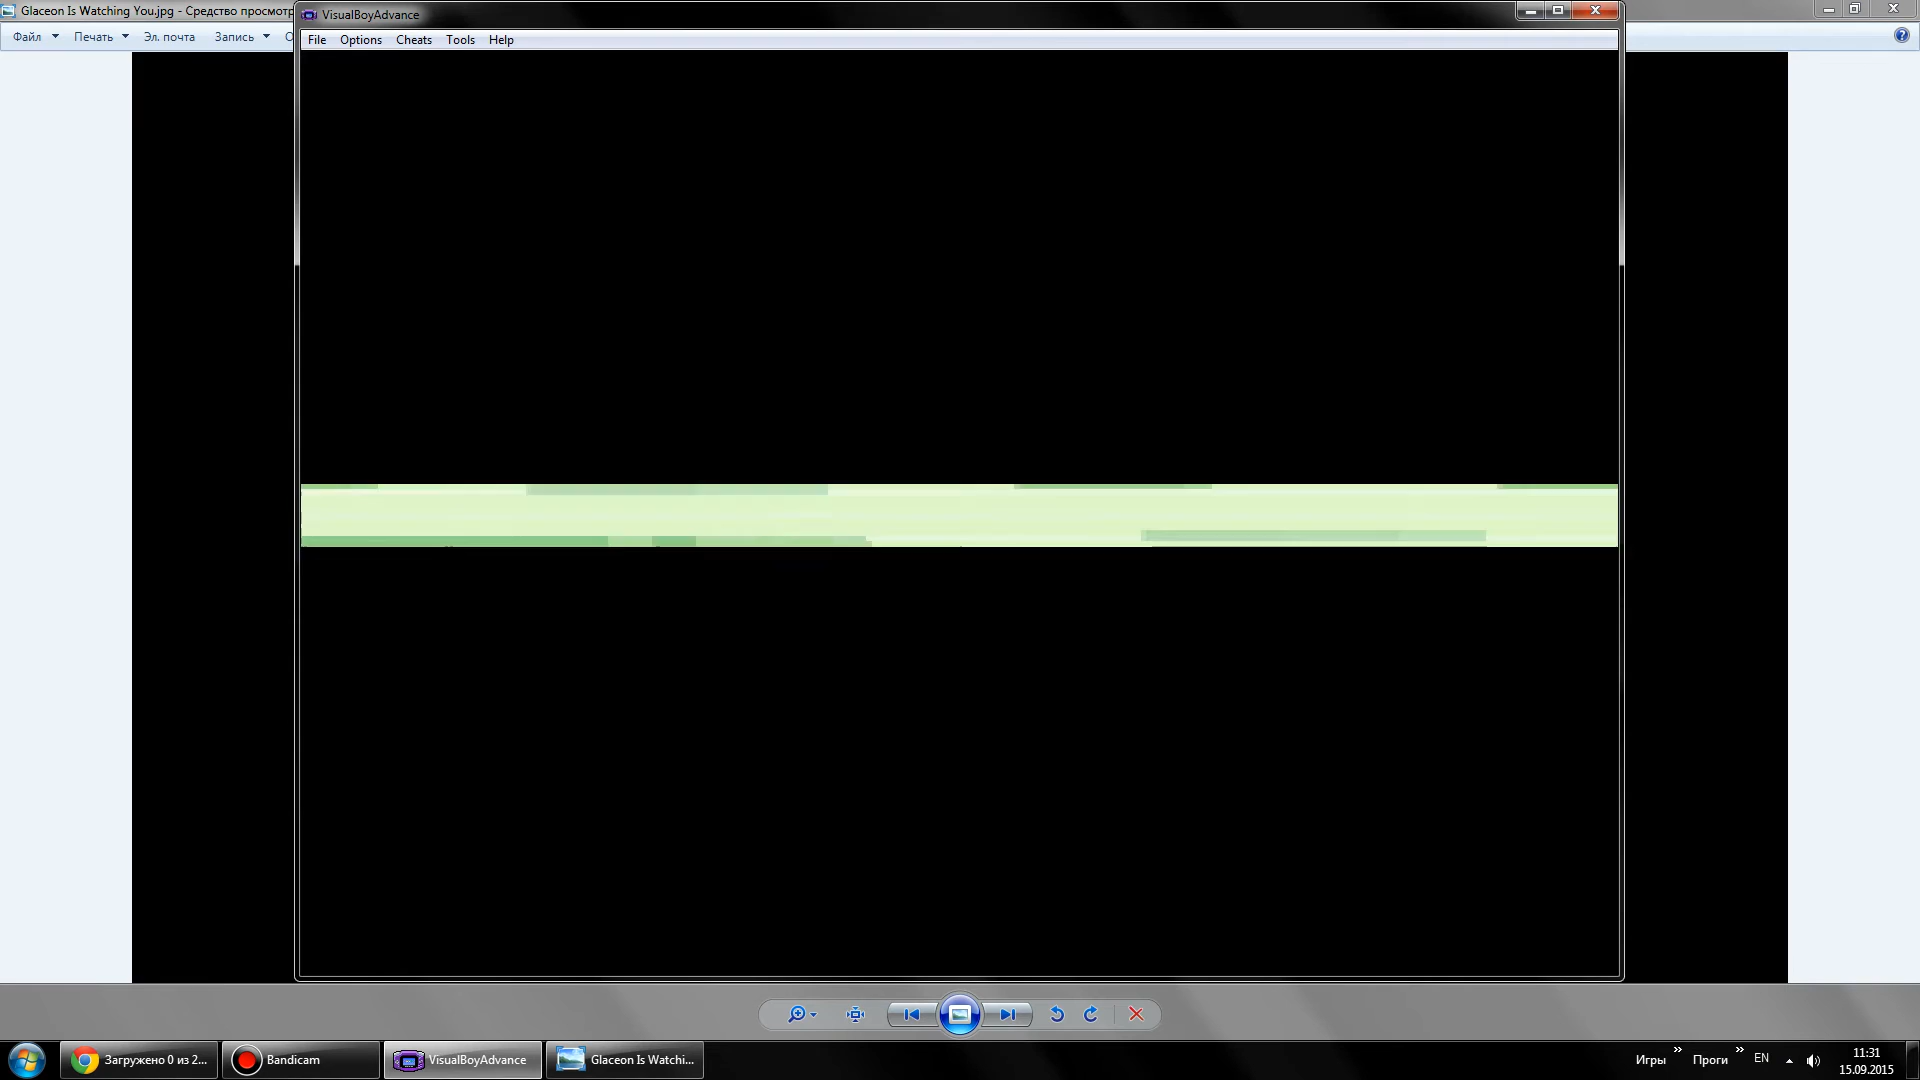 Glaceon Is Watching You.jpg - Средство просмотр
VisualBoyAdvance
Файл Печать Эл. почта Запись
File Options Cheats Tools Help
Загружено 0 из 2...
Bandicam
VisualBoyAdvance
Glaceon Is Watchi...
Игры » Проги » EN
11:31
15.09.2015